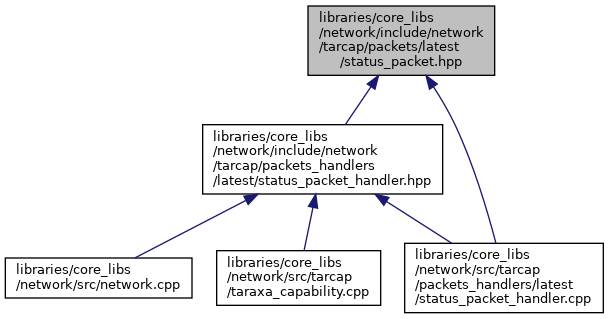 libraries/core_libs
/network/include/network
/tarcap/packets/latest
/status_packet.hpp
libraries/core_libs
/network/include/network
/tarcap/packets_handlers
/latest/status_packet_handler.hpp
libraries/core_libs
/network/src/network.cpp
libraries/core_libs
/network/src/tarcap
/taraxa_capability.cpp
libraries/core_libs
/network/src/tarcap
/packets_handlers/latest
/status_packet_handler.cpp